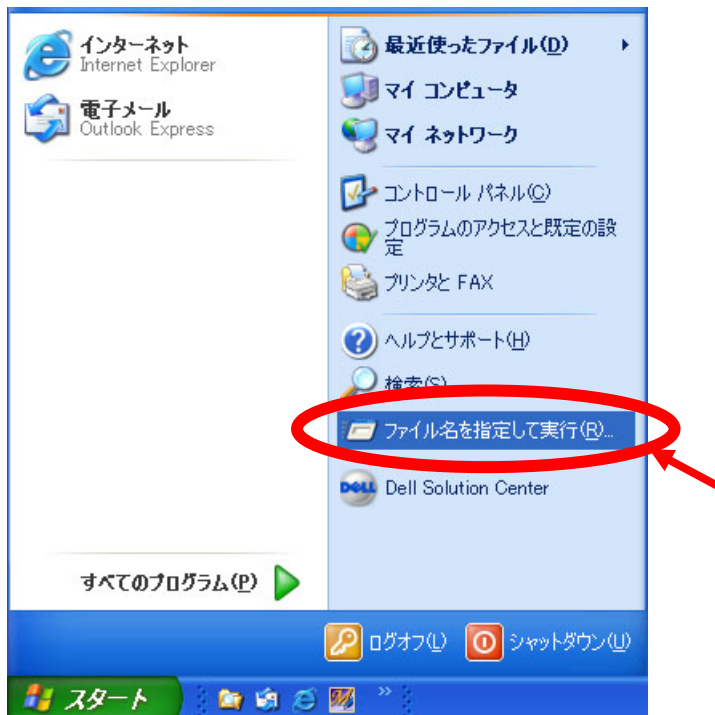 インターネット
Internet Explorer
電子メール
Outlook Express
すべてのプログラム(P)
最近使ったファイル(D)
マイ コンピュータ
マイ ネットワーク
コントロール パネル(C)
プログラムのアクセスと既定の設
定
プリンタと FAX
ヘルプとサポート(H)
検索(S)
ファイル名を指定して実行(R)...
DELL Dell Solution Center
ログオフ(L) シャットダウン(U)
スタート